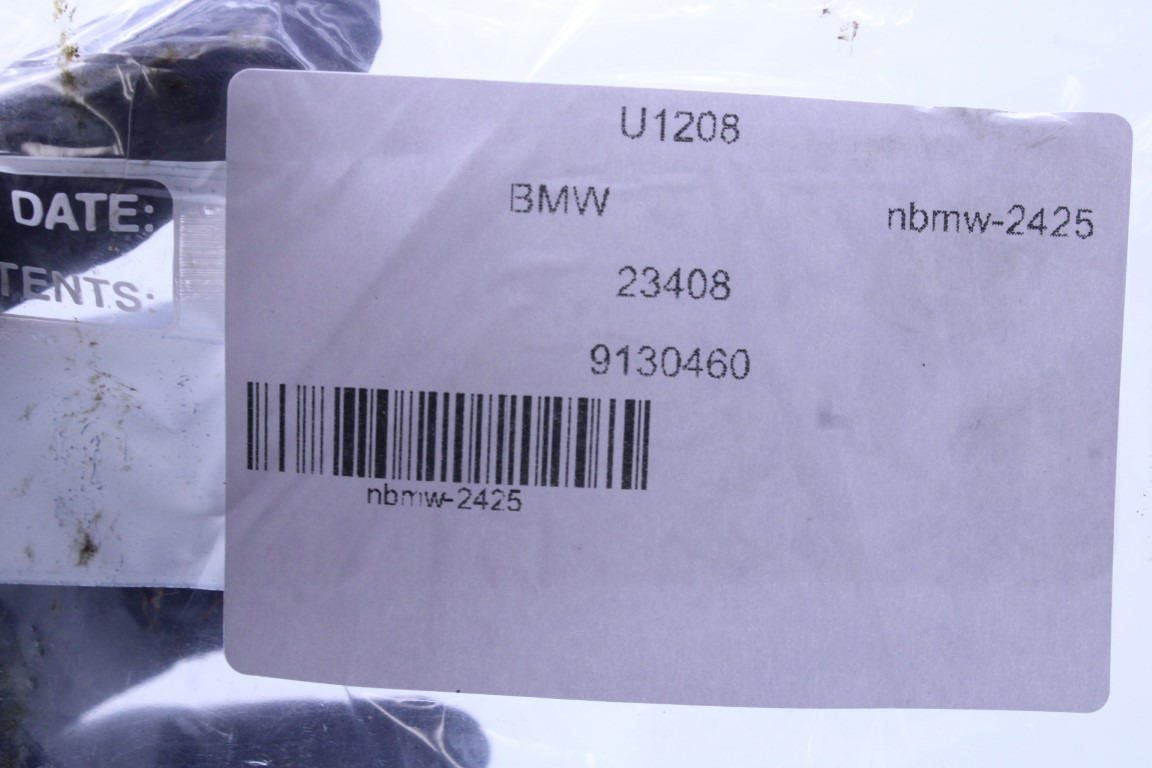 U1208
BMW
nbmw-2425
23408
9130460
nbmw-2425
DATE:
TENTS: